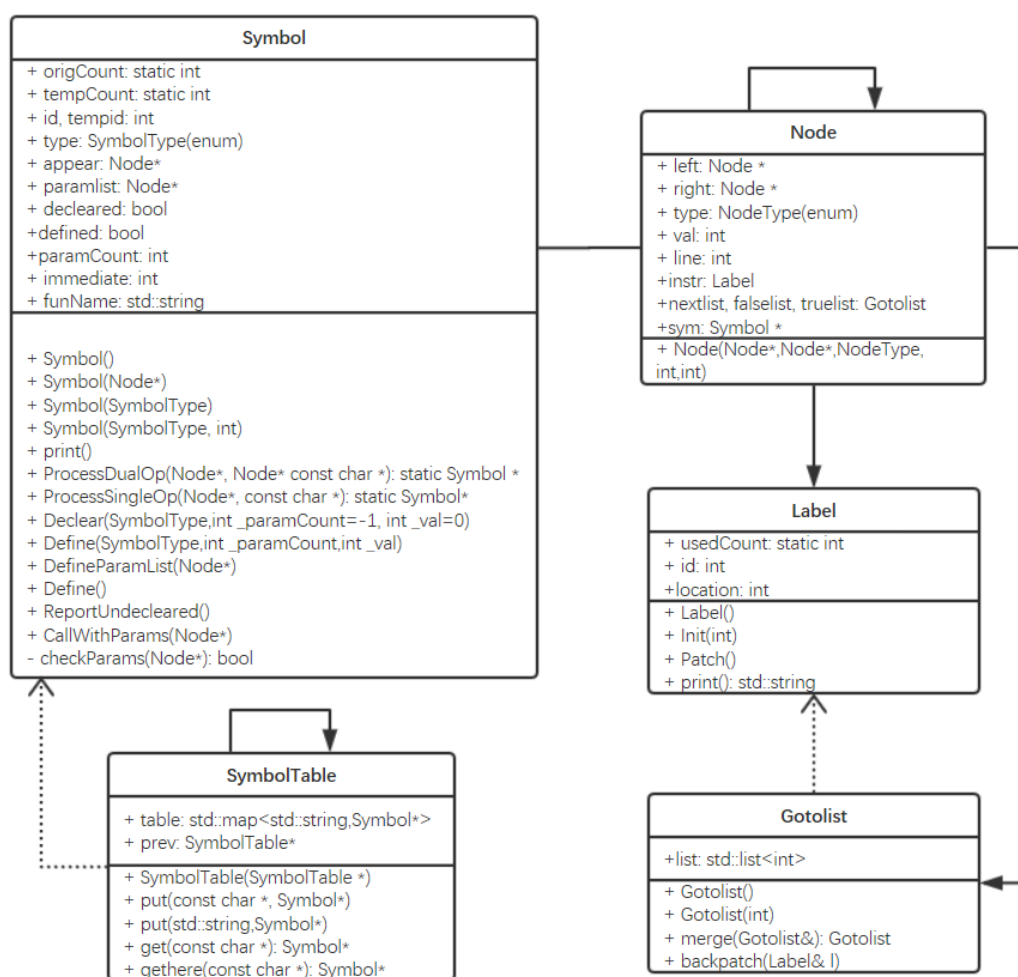 Symbol
+ origCount: static int
+ tempCount: static int
+ id, tempid: int
+ type: SymbolType(enum)
+ appear: Node*
+ paramlist: Node*
+ decleared: bool
+defined: bool
+paramCount: int
+ immediate: int
+ funName: std::string
+ Symbol()
+ Symbol(Node*)
+ Symbol(SymbolType)
+ Symbol(SymbolType, int)
+ print()
+ ProcessDualOp(Node*, Node* const char *): static Symbol *
+ ProcessSingleOp(Node*, const char *): static Symbol*
+ Declear(SymbolType,int _paramCount=-1, int _val=0)
+ Define(SymbolType,int _paramCount,int _val)
+ DefineParamList(Node*)
+ Define()
+ ReportUndecleared()
+ CallWithParams(Node*)
- checkParams(Node*): bool
Node
+ left: Node *
+ right: Node *
+ type: NodeType(enum)
+ val: int
+ line: int
+instr: Label
+nextlist, falselist, truelist: Gotolist
+sym: Symbol *
+ Node(Node*,Node*,NodeType,
int,int)
Label
+ usedCount: static int
+ id: int
+location: int
+ Label()
+ Init(int)
+ Patch()
+ print(): std::string
SymbolTable
+ table: std::map<std::string,Symbol*>
+ prev: SymbolTable*
+ SymbolTable(SymbolTable *)
+ put(const char *, Symbol*)
+ put(std::string,Symbol*)
+ get(const char *): Symbol*
+ gethere(const char *): Symbol*
Gotolist
+list: std::list<int>
+ Gotolist()
+ Gotolist(int)
+ merge(Gotolist&): Gotolist
+ backpatch(Label& l)